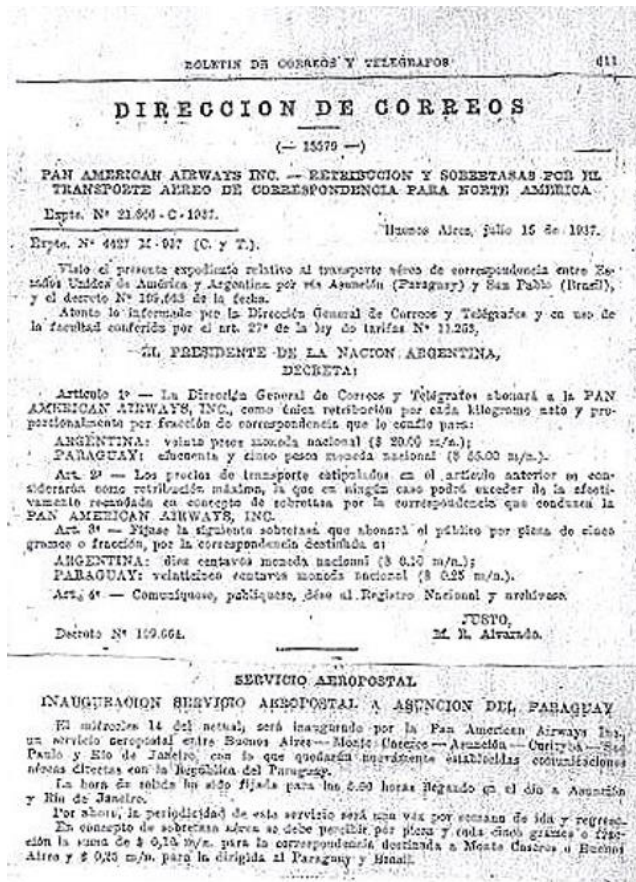 BOLETIN DE CORREOS Y TELEGRAFOS 611
DIRECCION DE CORREOS
(— 15579 —)
PAN AMERICAN AIRWAYS INC. — RETRIBUCION Y SOBRETASAS POR EL
TRANSPORTE AEREO DE CORRESPONDENCIA PARA NORTE AMERICA
Expte. Nº - C - 1937.
Buenos Aires, julio 15 de 1937.
Expte. Nº 4427 M - 937 (C. y T.).
Visto el presente expediente relativo al transporte aéreo de correspondencia entre Es-
tados Unidos de América y Argentina por vía Asunción (Paraguay) y San Pablo (Brasil),
y el decreto Nº de la fecha.
Atento lo informado por la Dirección General de Correos y Telégrafos y en uso de
la facultad conferida por el art. 27º de la ley de tarifas Nº 11.253,
EL PRESIDENTE DE LA NACION ARGENTINA,
DECRETA:
Artículo 1º — La Dirección General de Correos y Telégrafos abonará a la PAN
AMERICAN AIRWAYS, INC., como única retribución por cada kilogramo neto y pro-
porcionalmente por fracción de correspondencia que le confíe para:
ARGENTINA: veinte pesos moneda nacional ($ 20.00 m/n.);
PARAGUAY: cincuenta y cinco pesos moneda nacional ($ 55.00 m/n.).
Art. 2º — Los precios de transporte estipulados en el artículo anterior se con-
siderarán como retribución máxima, la que en ningún caso podrá exceder de la efecti-
vamente recaudada en concepto de sobretasa por la correspondencia que conduzca la
PAN AMERICAN AIRWAYS, INC.
Art. 3º — Fíjase la siguiente sobretasa que abonará el público por pieza de cinco
gramos o fracción, por la correspondencia destinada a:
ARGENTINA: diez centavos moneda nacional ($ 0.10 m/n.);
PARAGUAY: veinticinco centavos moneda nacional ($ 0.25 m/n.).
Art. 4º — Comuníquese, publíquese, dése al Registro Nacional y archívese.
JUSTO,
Decreto Nº 109.664. M. R. Alvarado.
SERVICIO AEROPOSTAL
INAUGURACION SERVICIO AEROPOSTAL A ASUNCION DEL PARAGUAY
El miércoles 14 del actual, será inaugurado por la Pan American Airways Inc.,
un servicio aeropostal entre Buenos Aires — Monte Caseros — Asunción — Curityba — Sao
Paulo y Río de Janeiro, con lo que quedarán nuevamente establecidas comunicaciones
aéreas directas con la República del Paraguay.
La hora de salida ha sido fijada para las horas llegando en el día a Asunción
y Río de Janeiro.
Por ahora, la periodicidad de este servicio será una vez por semana de ida y regreso.
En concepto de sobretasa aérea se debe percibir por pieza y cada cinco gramos o frac-
ción la suma de $ 0,10 m/n. para la correspondencia destinada a Monte Caseros o Buenos
Aires y $ 0,25 m/n. para la dirigida al Paraguay y Brasil.